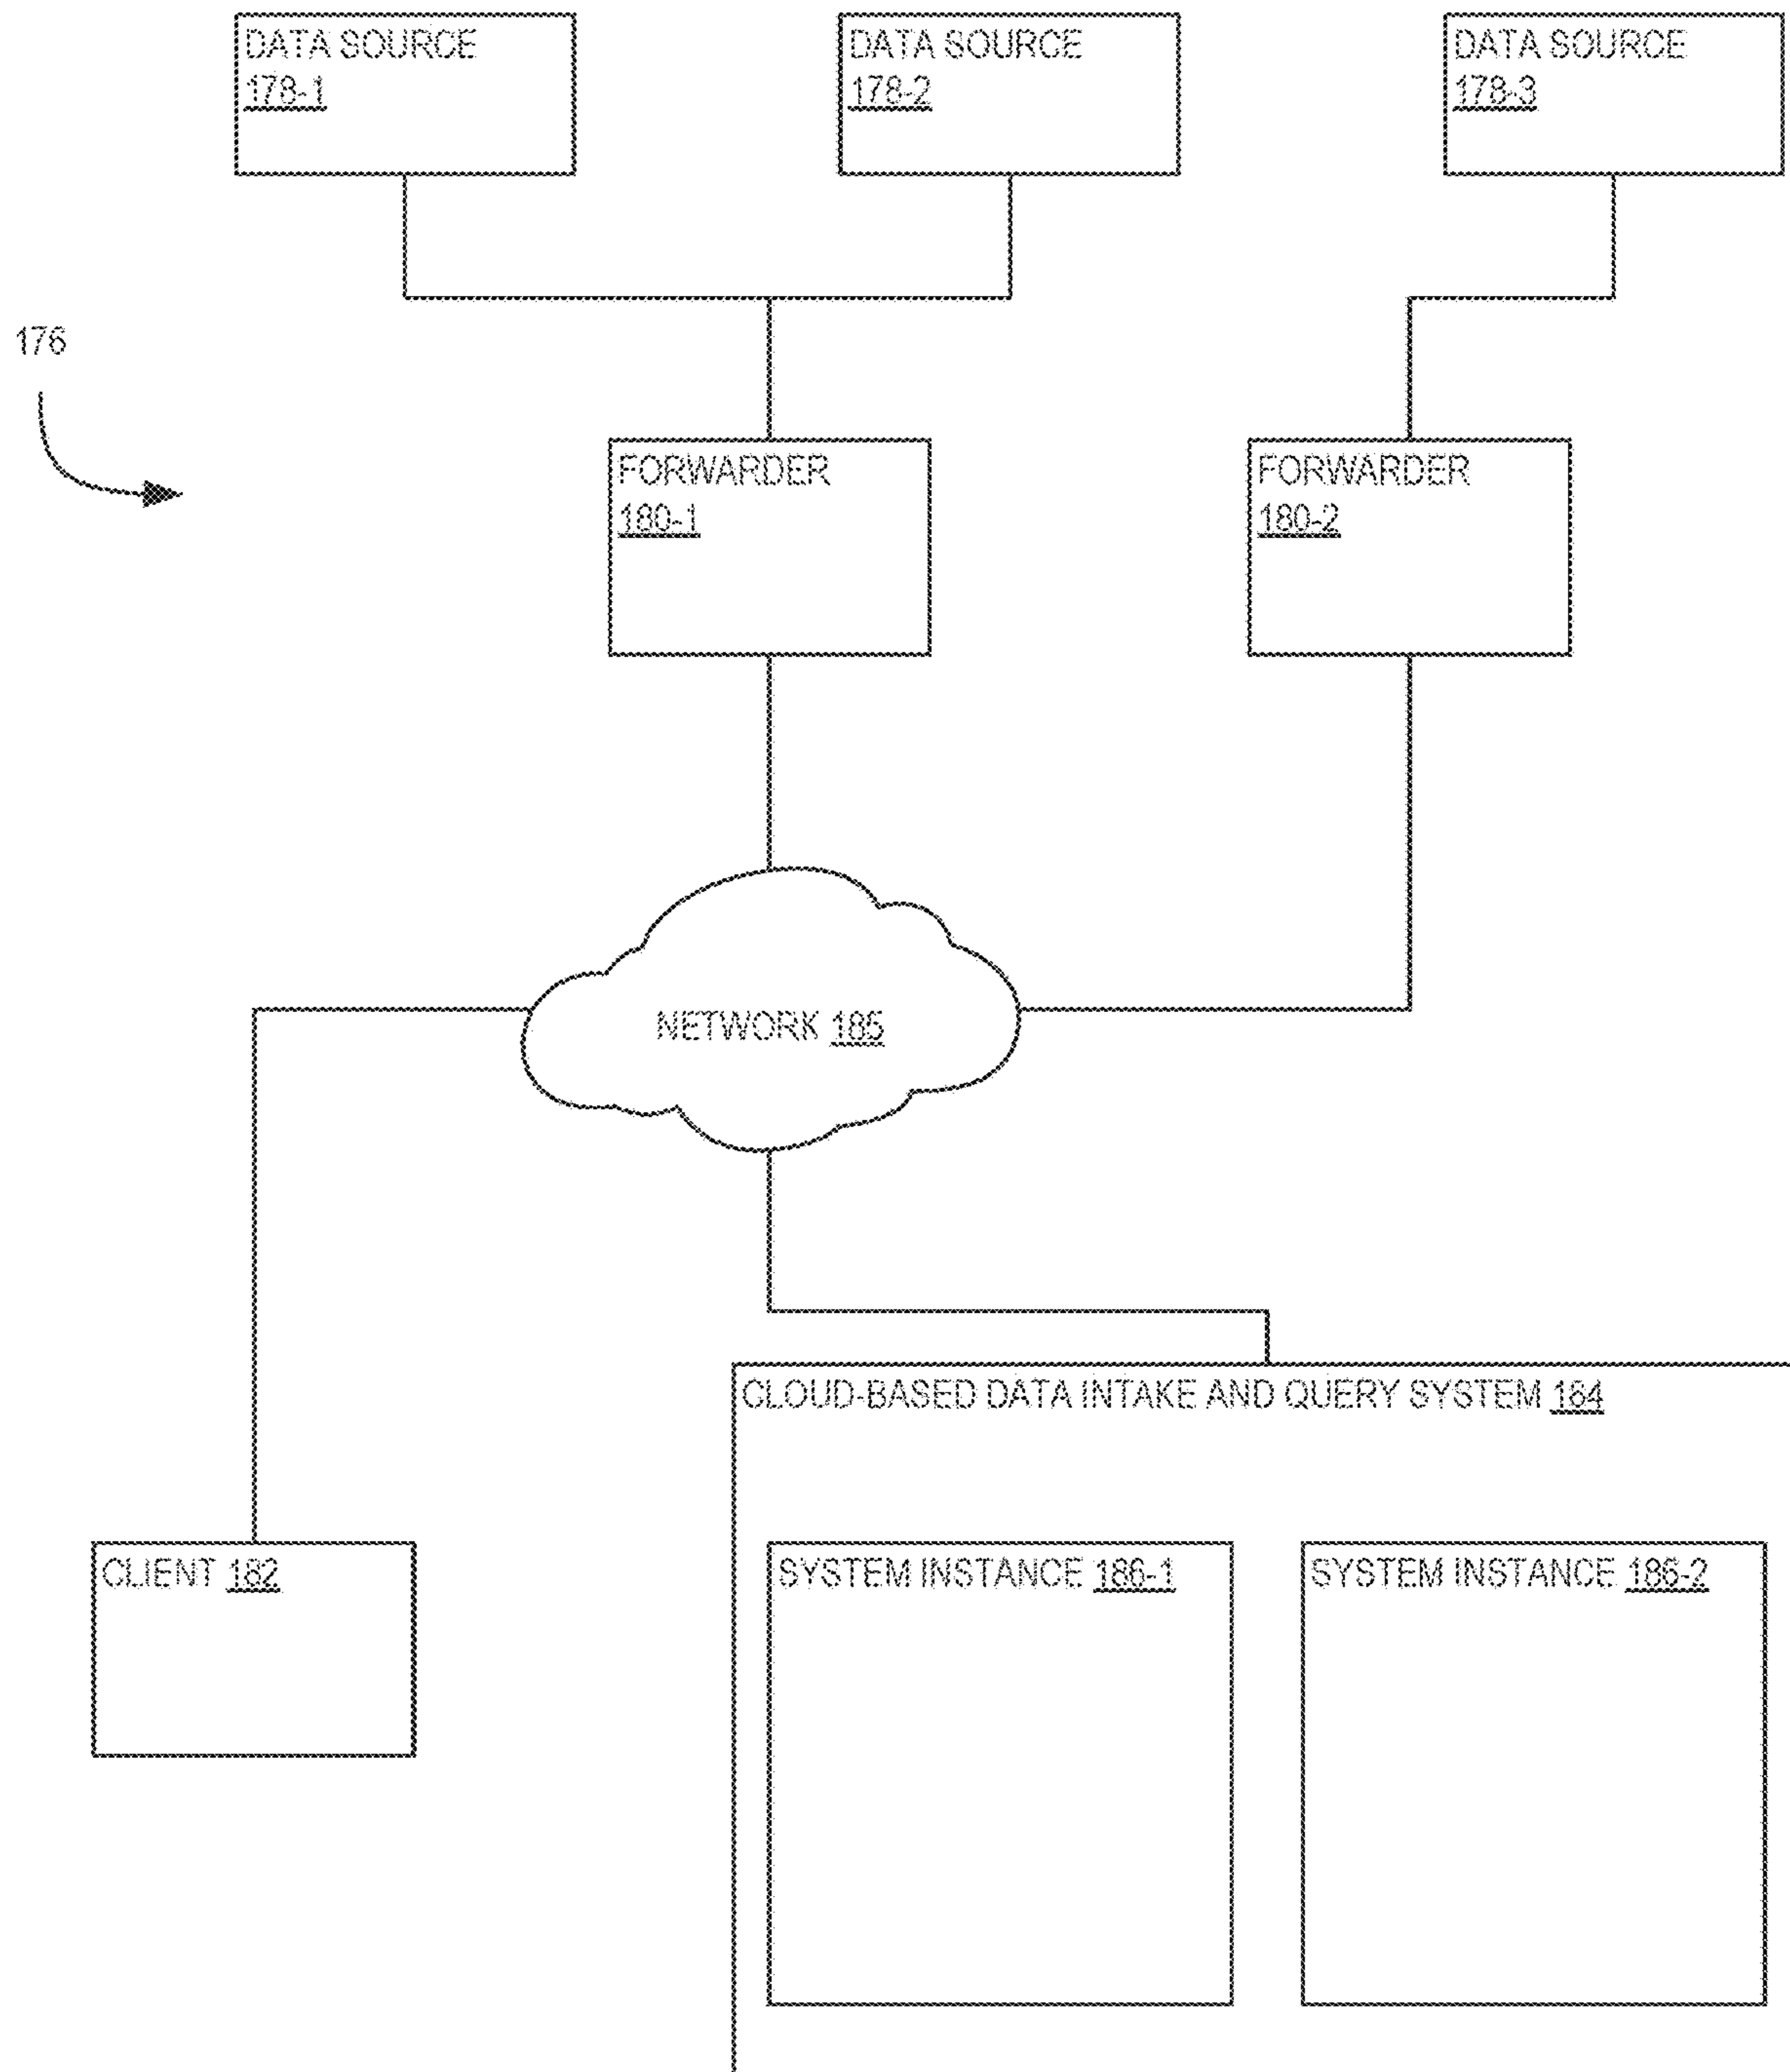 DATA SOURCE
178-1
DATA SOURCE
178-2
DATA SOURCE
178-3
176
FORWARDER
180-1
FORWARDER
180-2
NETWORK 185
CLOUD-BASED DATA INTAKE AND QUERY SYSTEM 184
CLIENT 182
SYSTEM INSTANCE 186-1
SYSTEM INSTANCE 186-2